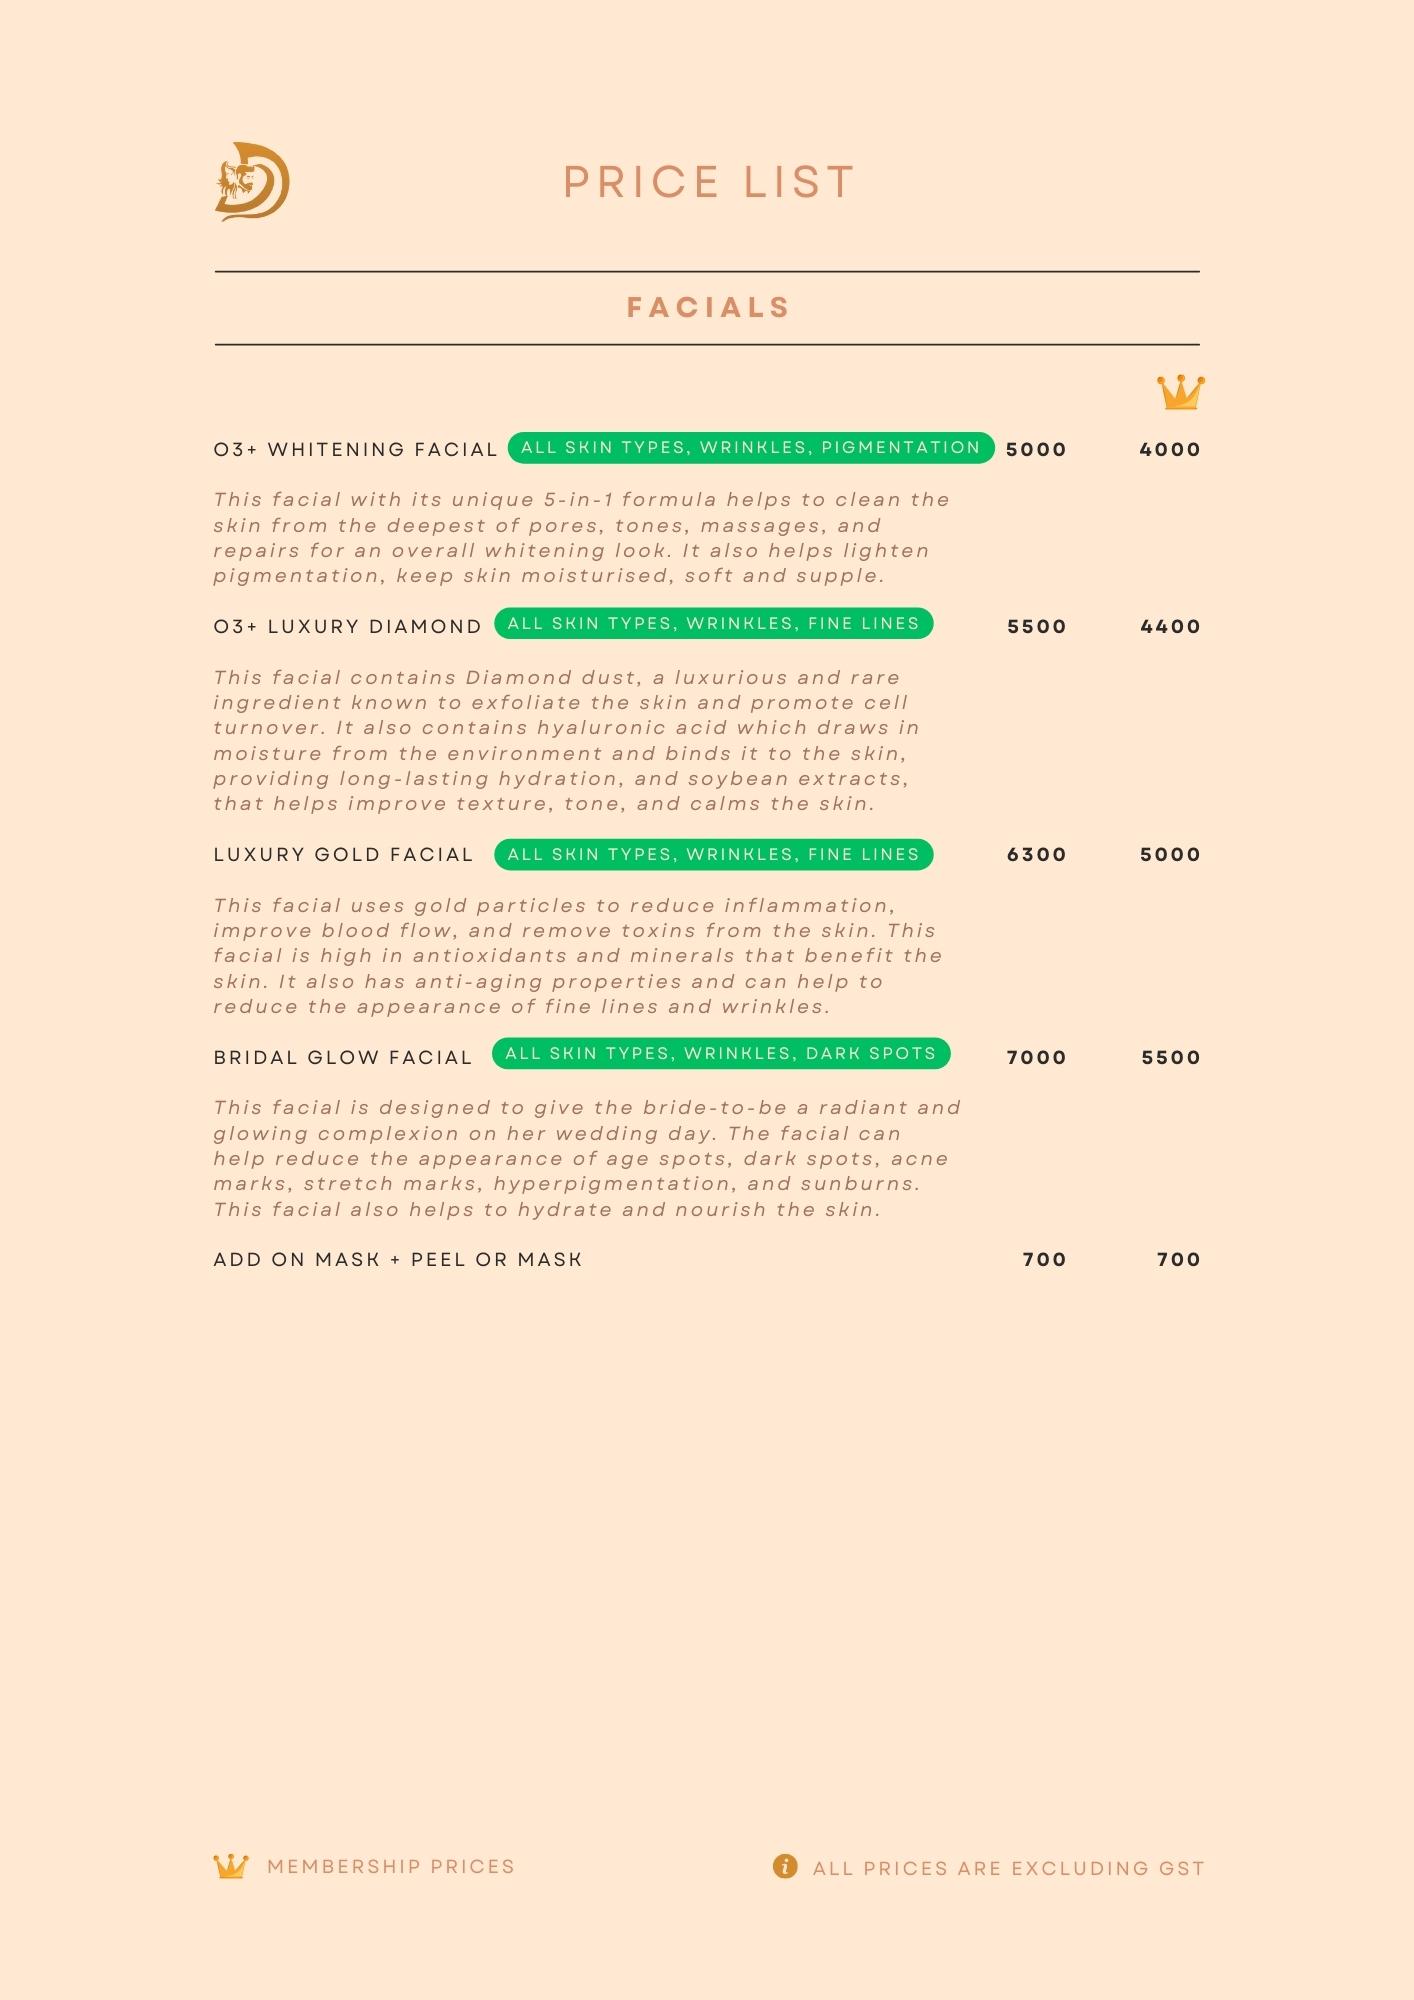 PRICE LIST
FACIALS
O3+ WHITENING FACIAL ALL SKIN TYPES, WRINKLES, PIGMENTATION 5000 4000
This facial with its unique 5-in-1 formula helps to clean the
skin from the deepest of pores, tones, massages, and
repairs for an overall whitening look. It also helps lighten
pigmentation, keep skin moisturised, soft and supple.
O3+ LUXURY DIAMOND ALL SKIN TYPES, WRINKLES, FINE LINES 5500 4400
This facial contains Diamond dust, a luxurious and rare
ingredient known to exfoliate the skin and promote cell
turnover. It also contains hyaluronic acid which draws in
moisture from the environment and binds it to the skin,
providing long-lasting hydration, and soybean extracts,
that helps improve texture, tone, and calms the skin.
LUXURY GOLD FACIAL ALL SKIN TYPES, WRINKLES, FINE LINES 6300 5000
This facial uses gold particles to reduce inflammation,
improve blood flow, and remove toxins from the skin. This
facial is high in antioxidants and minerals that benefit the
skin. It also has anti-aging properties and can help to
reduce the appearance of fine lines and wrinkles.
BRIDAL GLOW FACIAL ALL SKIN TYPES, WRINKLES, DARK SPOTS 7000 5500
This facial is designed to give the bride-to-be a radiant and
glowing complexion on her wedding day. The facial can
help reduce the appearance of age spots, dark spots, acne
marks, stretch marks, hyperpigmentation, and sunburns.
This facial also helps to hydrate and nourish the skin.
ADD ON MASK + PEEL OR MASK 700 700
MEMBERSHIP PRICES
ALL PRICES ARE EXCLUDING GST